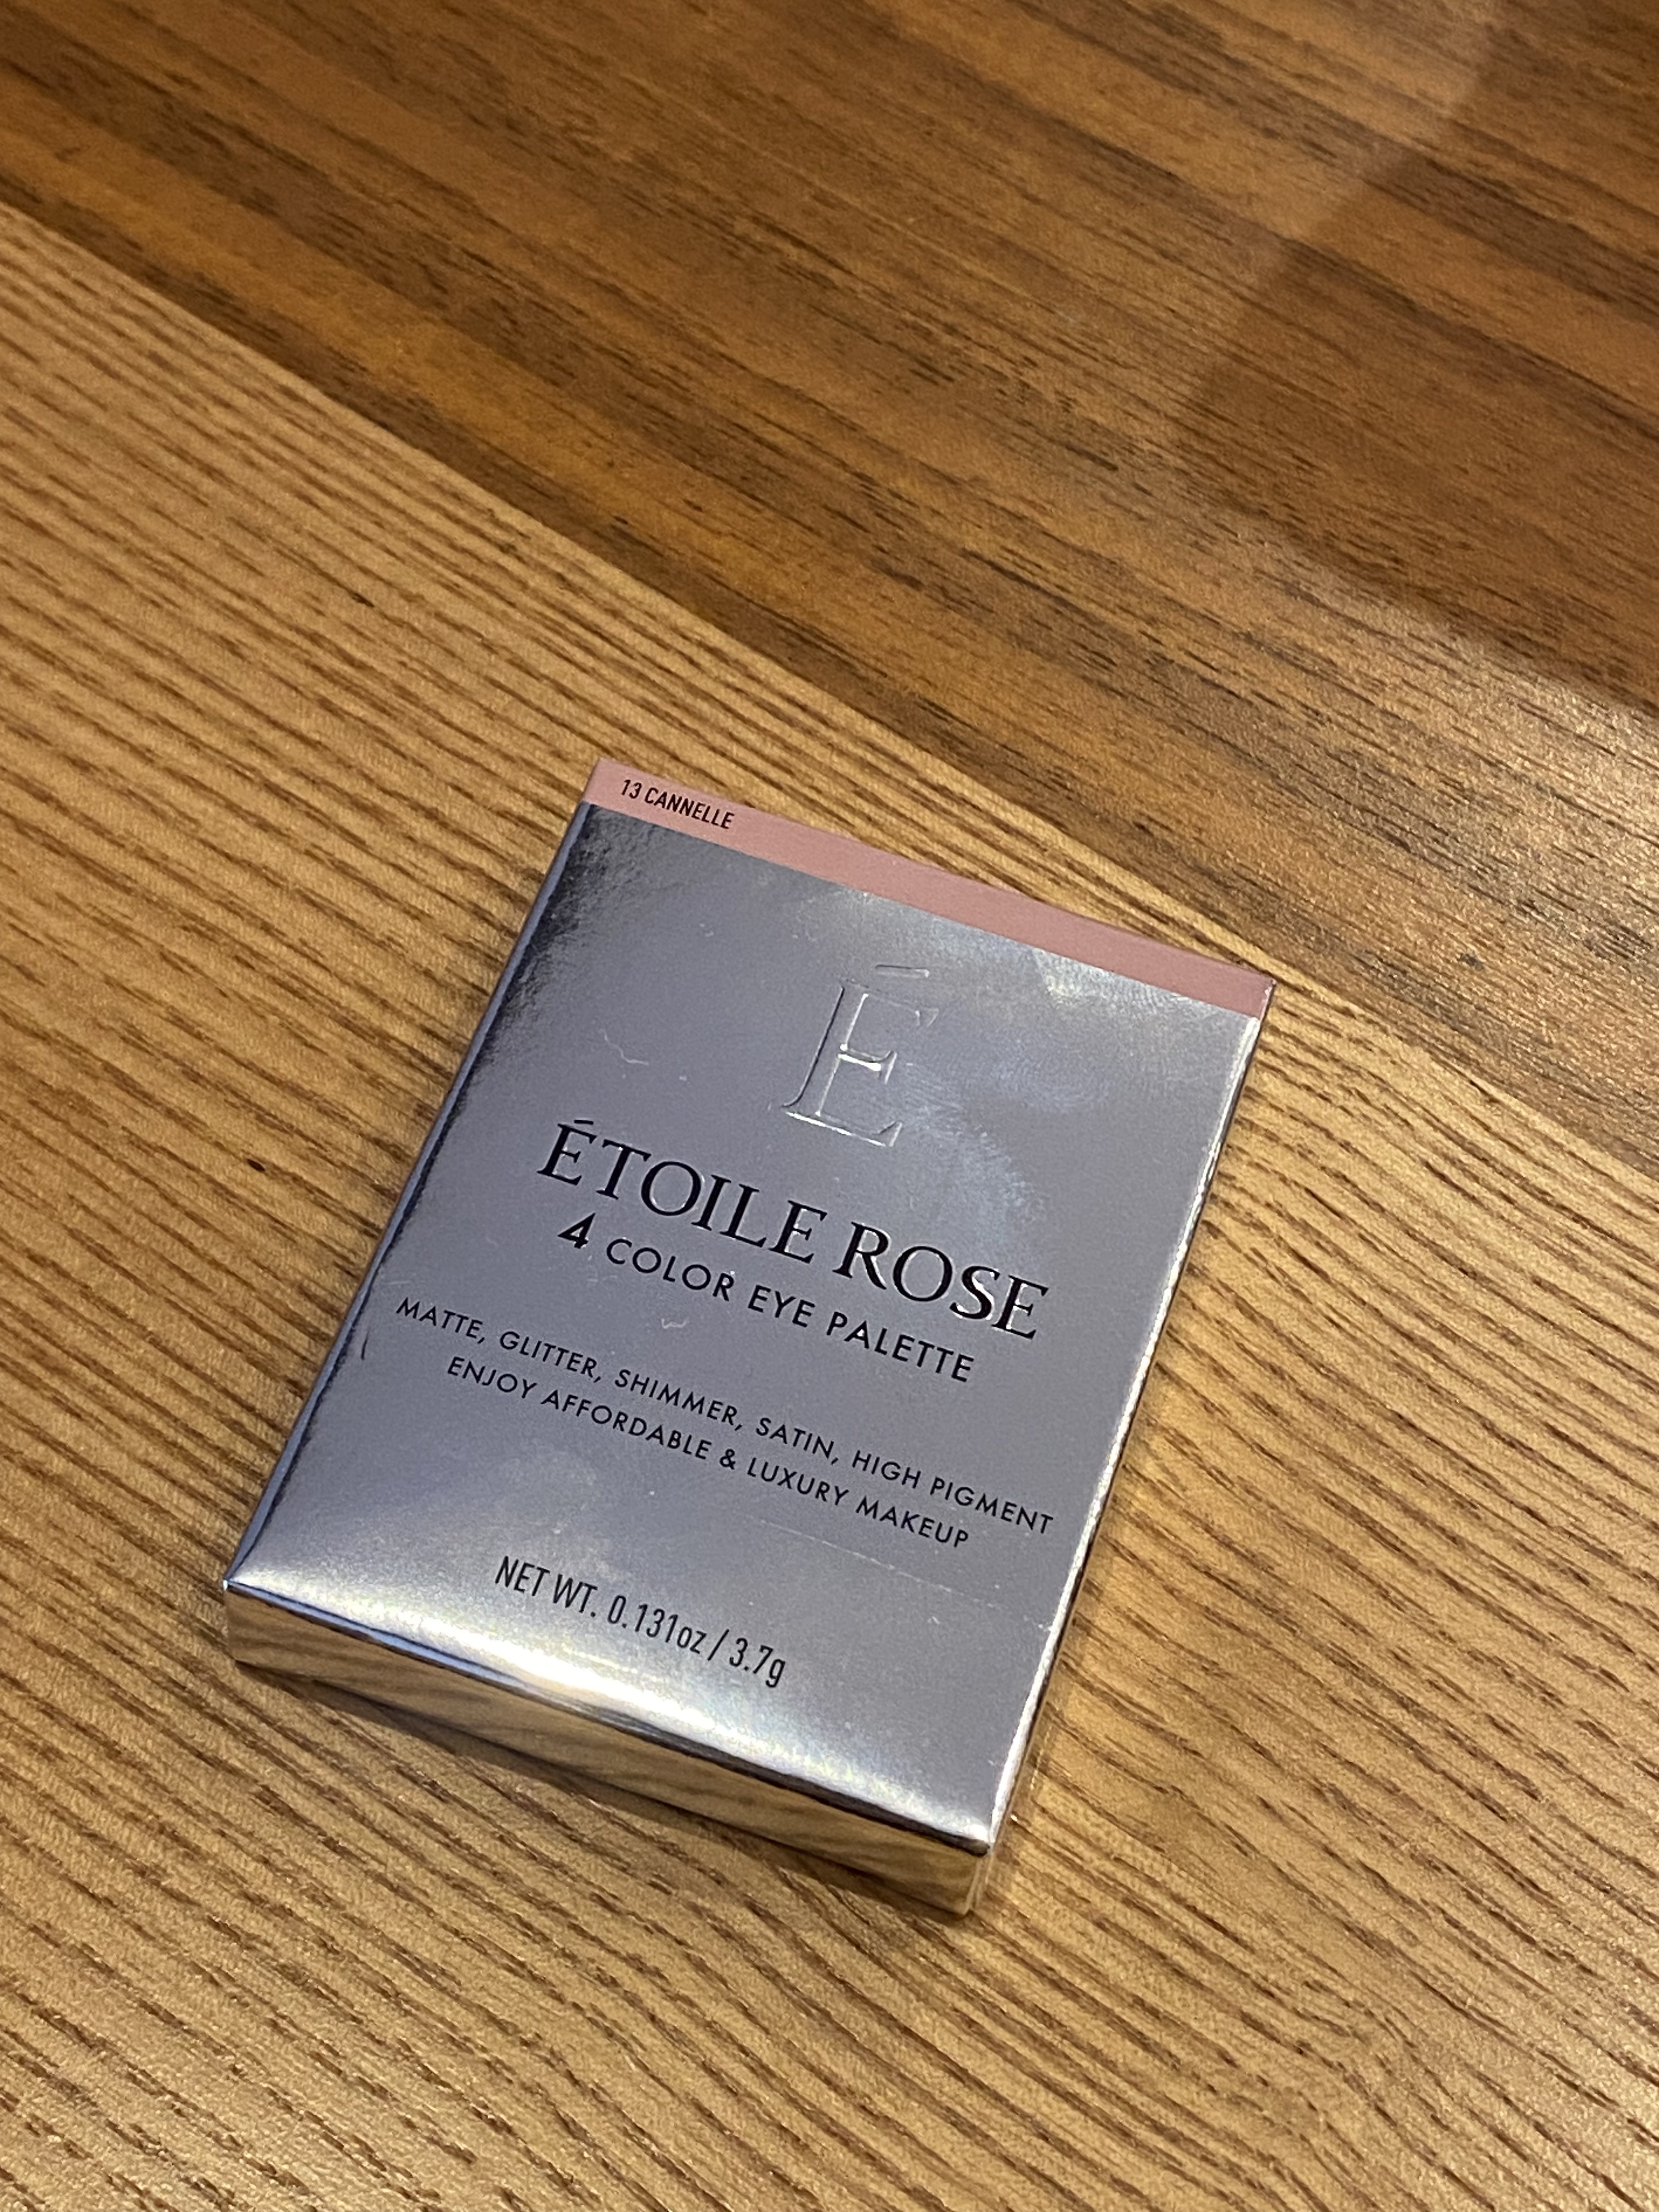 13 CANNELLE
É
ÉTOILE ROSE
4 COLOR EYE PALETTE
MATTE, GLITTER, SHIMMER, SATIN, HIGH PIGMENT
ENJOY AFFORDABLE & LUXURY MAKEUP
NET WT. 0.131oz / 3.7g